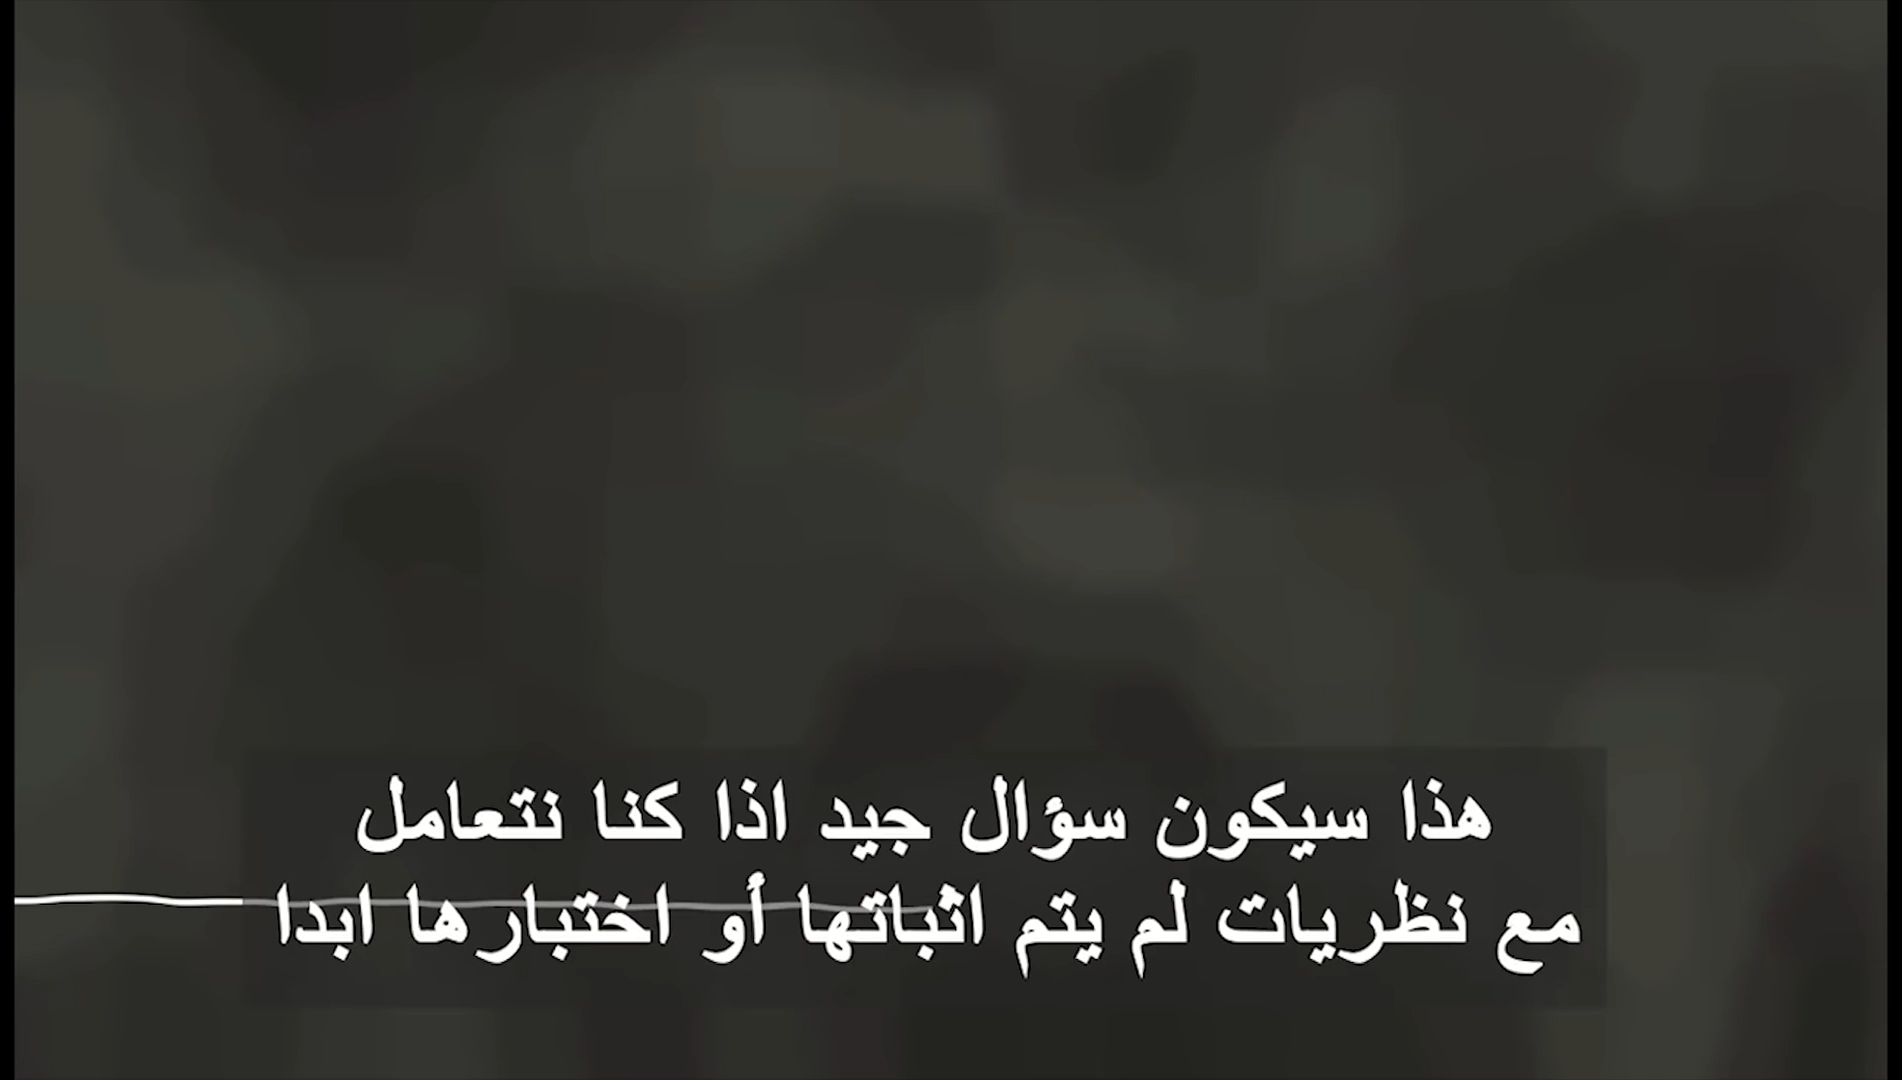 هذا سيكون سؤال جيد اذا كنا نتعامل
مع نظريات لم يتم اثباتها أو اختبارها ابدا